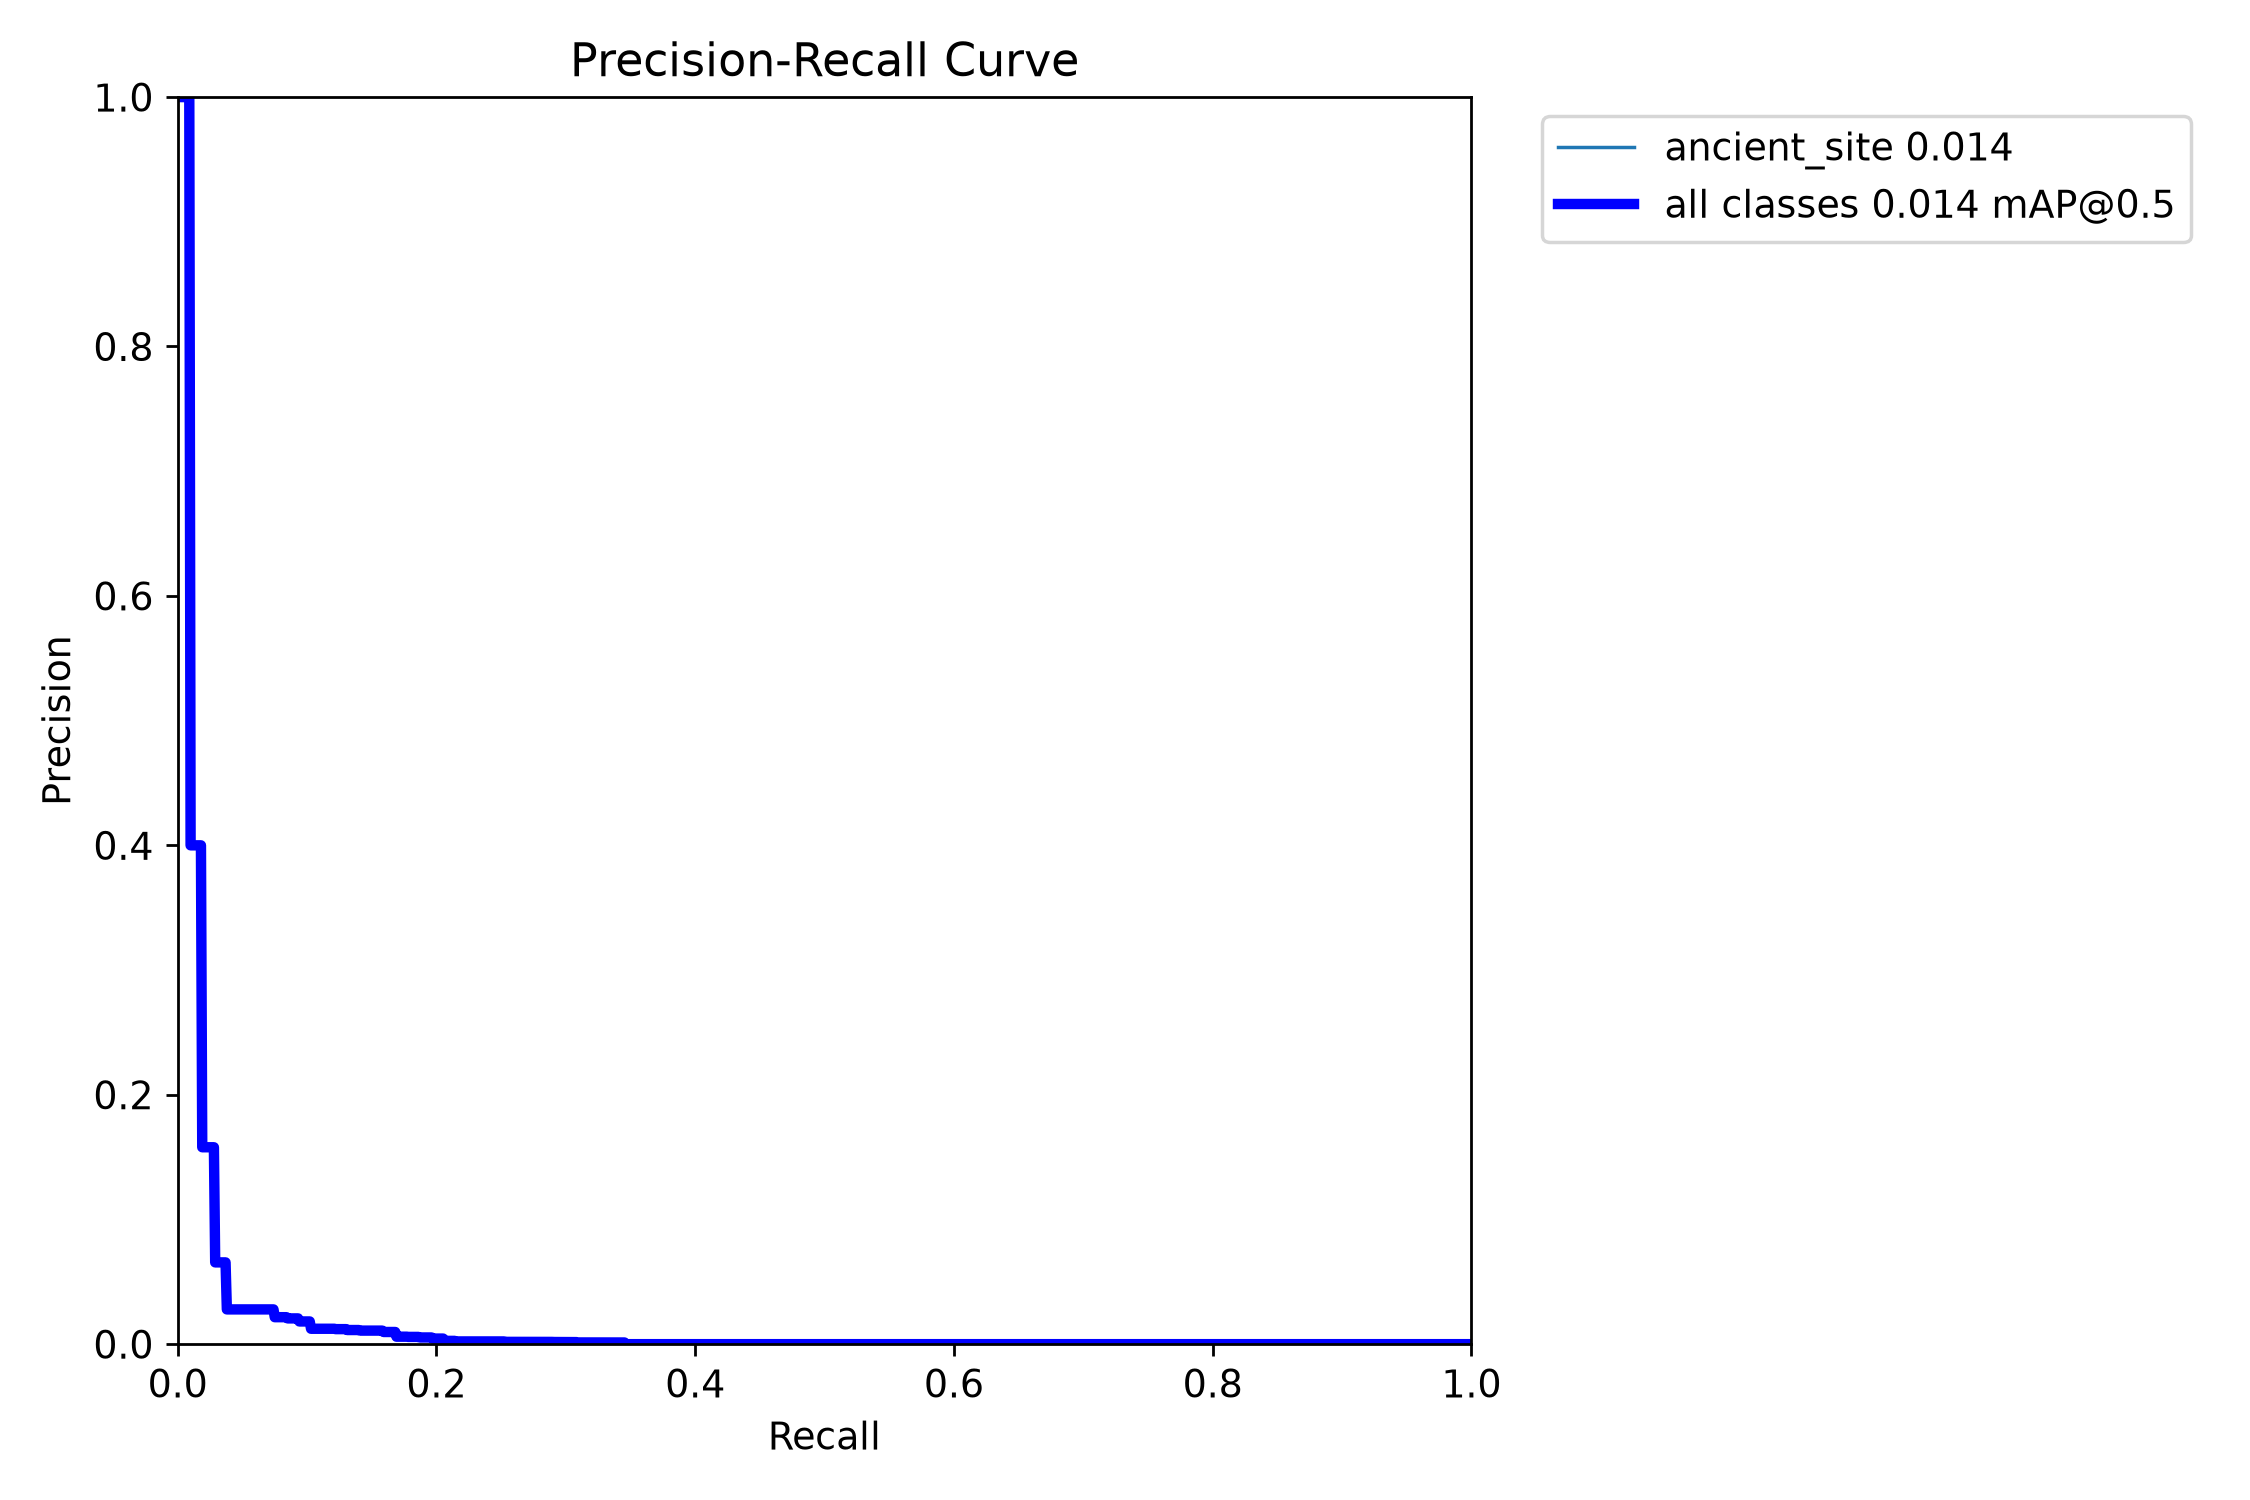 Precision-Recall Curve
1.0
0.8
0.6
0.4
0.2
0.0
Precision
0.0 0.2 0.4 0.6 0.8 1.0
Recall
ancient_site 0.014
all classes 0.014 mAP@0.5